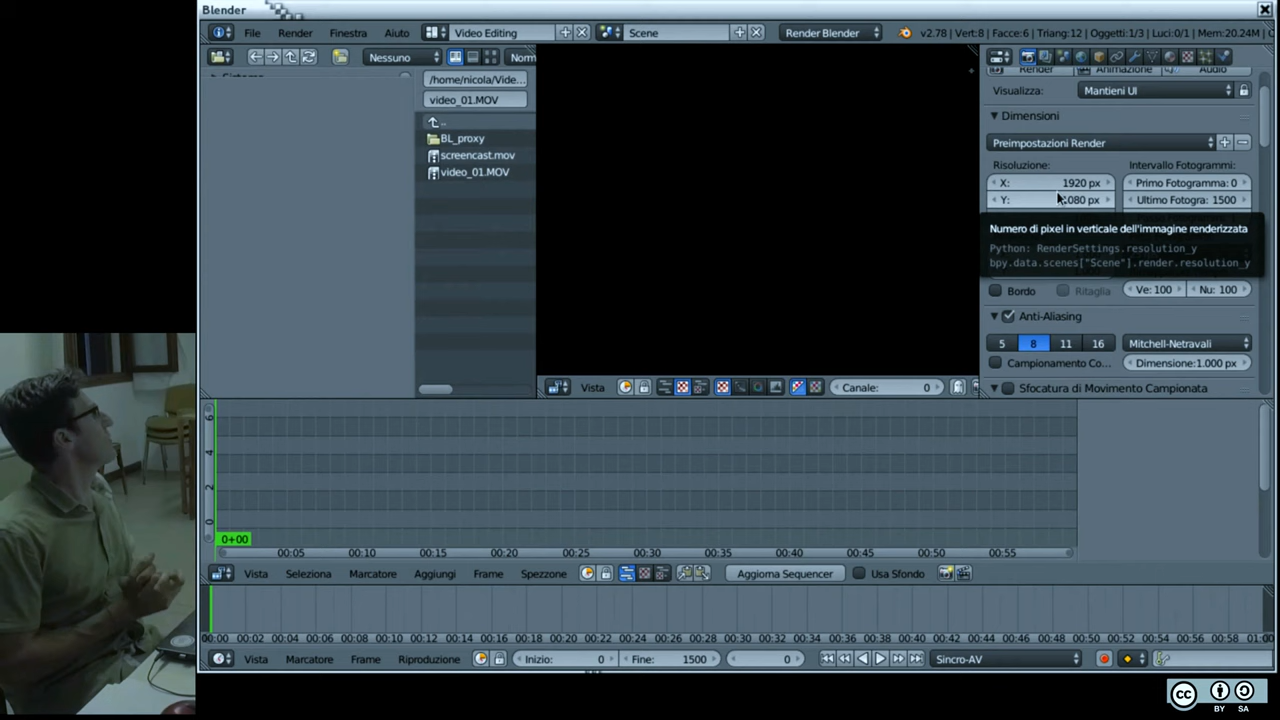 Blender
File Render Finestra Aiuto Video Editing Scene Render Blender v2.78 | Vert:8 | Facce:6 | Triang:12 | Oggetti:1/3 | Luci:0/1 | Mem:20.24M
Nessuno Norm
/home/nicola/Vide...
video_01.MOV
..
BL_proxy
screencast.mov
video_01.MOV
Render Animazione Audio
Visualizza: Mantieni UI
Dimensioni
Preimpostazioni Render
Risoluzione: Intervallo Fotogrammi:
X: 1920 px Primo Fotogramma: 0
Y: 1080 px Ultimo Fotogra: 1500
Numero di pixel in verticale dell'immagine renderizzata
Python: RenderSettings.resolution_y
bpy.data.scenes["Scene"].render.resolution_y
Bordo Ritaglia Ve: 100 Nu: 100
Anti-Aliasing
5 8 11 16 Mitchell-Netravali
Campionamento Co... Dimensione:1.000 px
Sfocatura di Movimento Campionata
Vista Canale: 0
6
4
2
0
0+00
00:05 00:10 00:15 00:20 00:25 00:30 00:35 00:40 00:45 00:50 00:55
Vista Seleziona Marcatore Aggiungi Frame Spezzone Aggiorna Sequencer Usa Sfondo
00:00 00:02 00:04 00:06 00:08 00:10 00:12 00:14 00:16 00:18 00:20 00:22 00:24 00:26 00:28 00:30 00:32 00:34 00:36 00:38 00:40 00:42 00:44 00:46 00:48 00:50 00:52 00:54 00:56 00:58 01:00
Vista Marcatore Frame Riproduzione Inizio: 0 Fine: 1500 0 Sincro-AV
cc BY SA